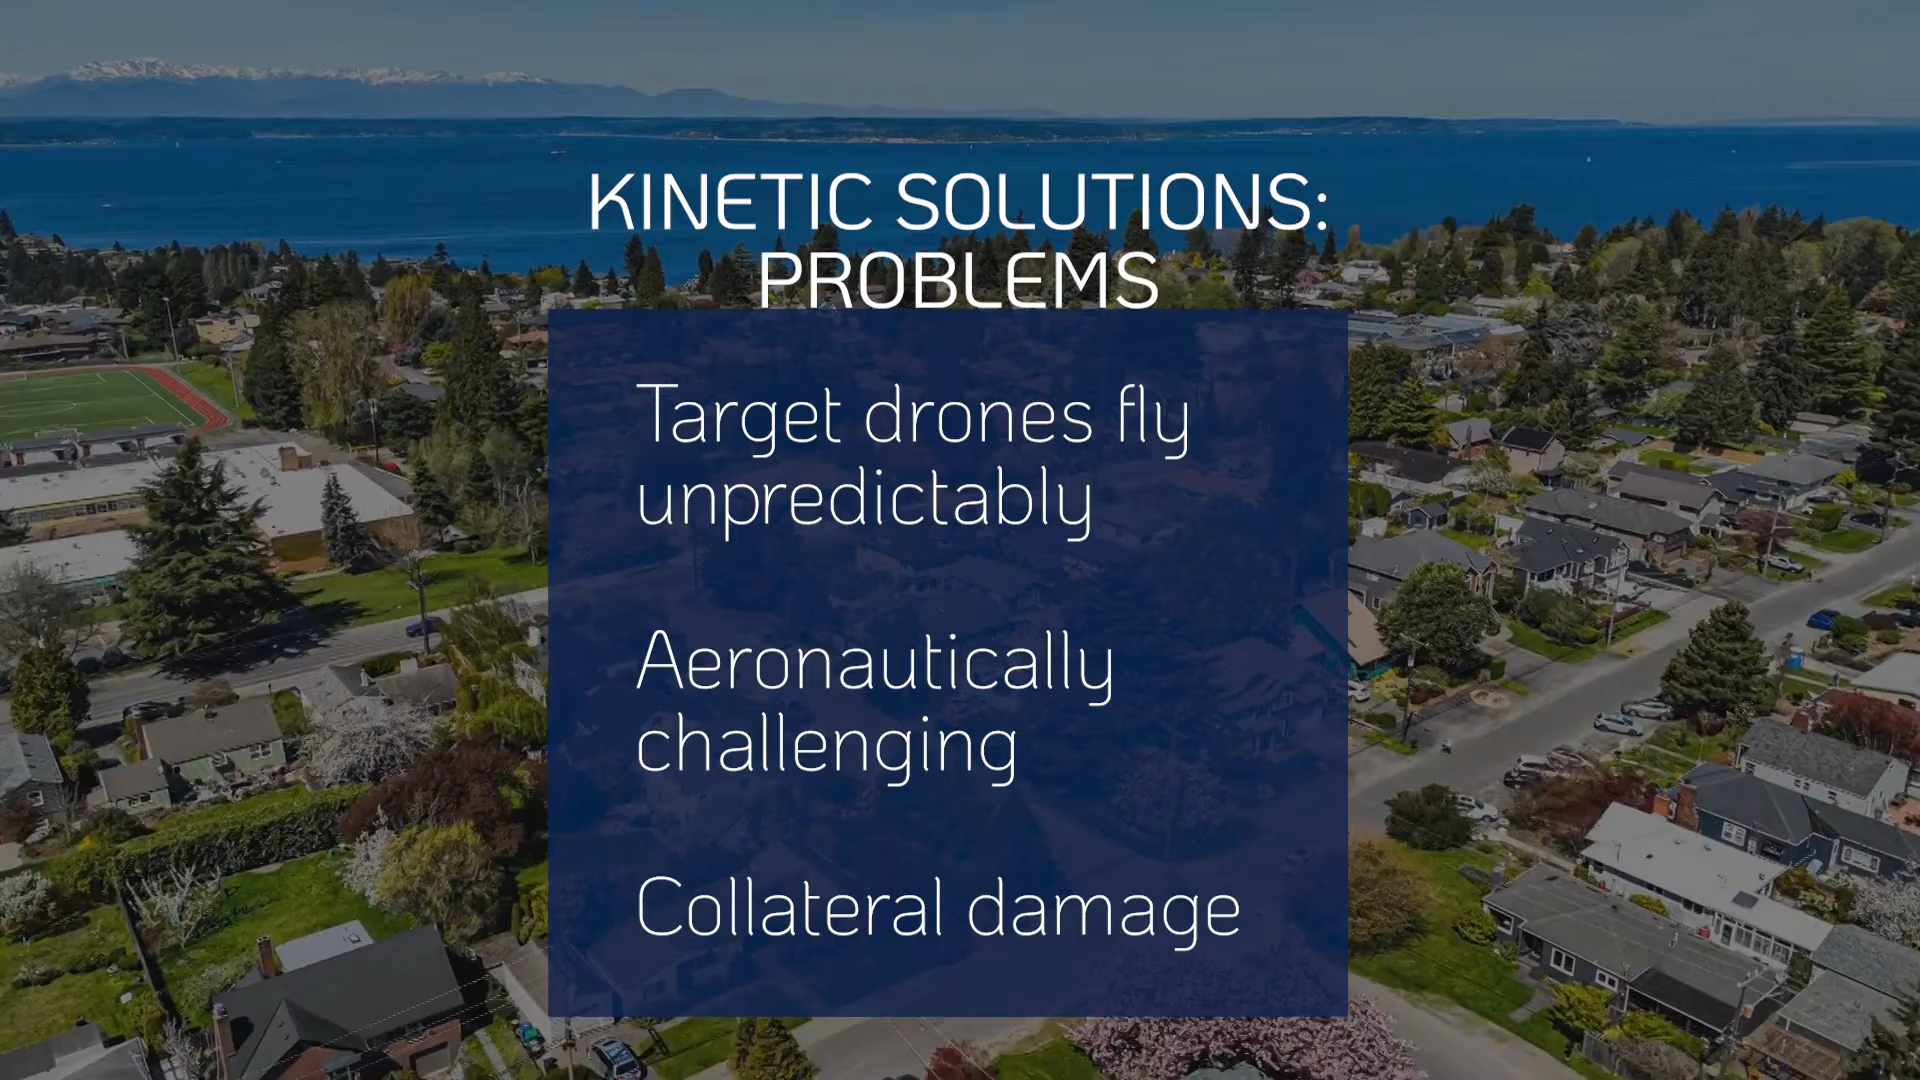 KINETIC SOLUTIONS:
PROBLEMS
Target drones fly
unpredictably
Aeronautically
challenging
Collateral damage